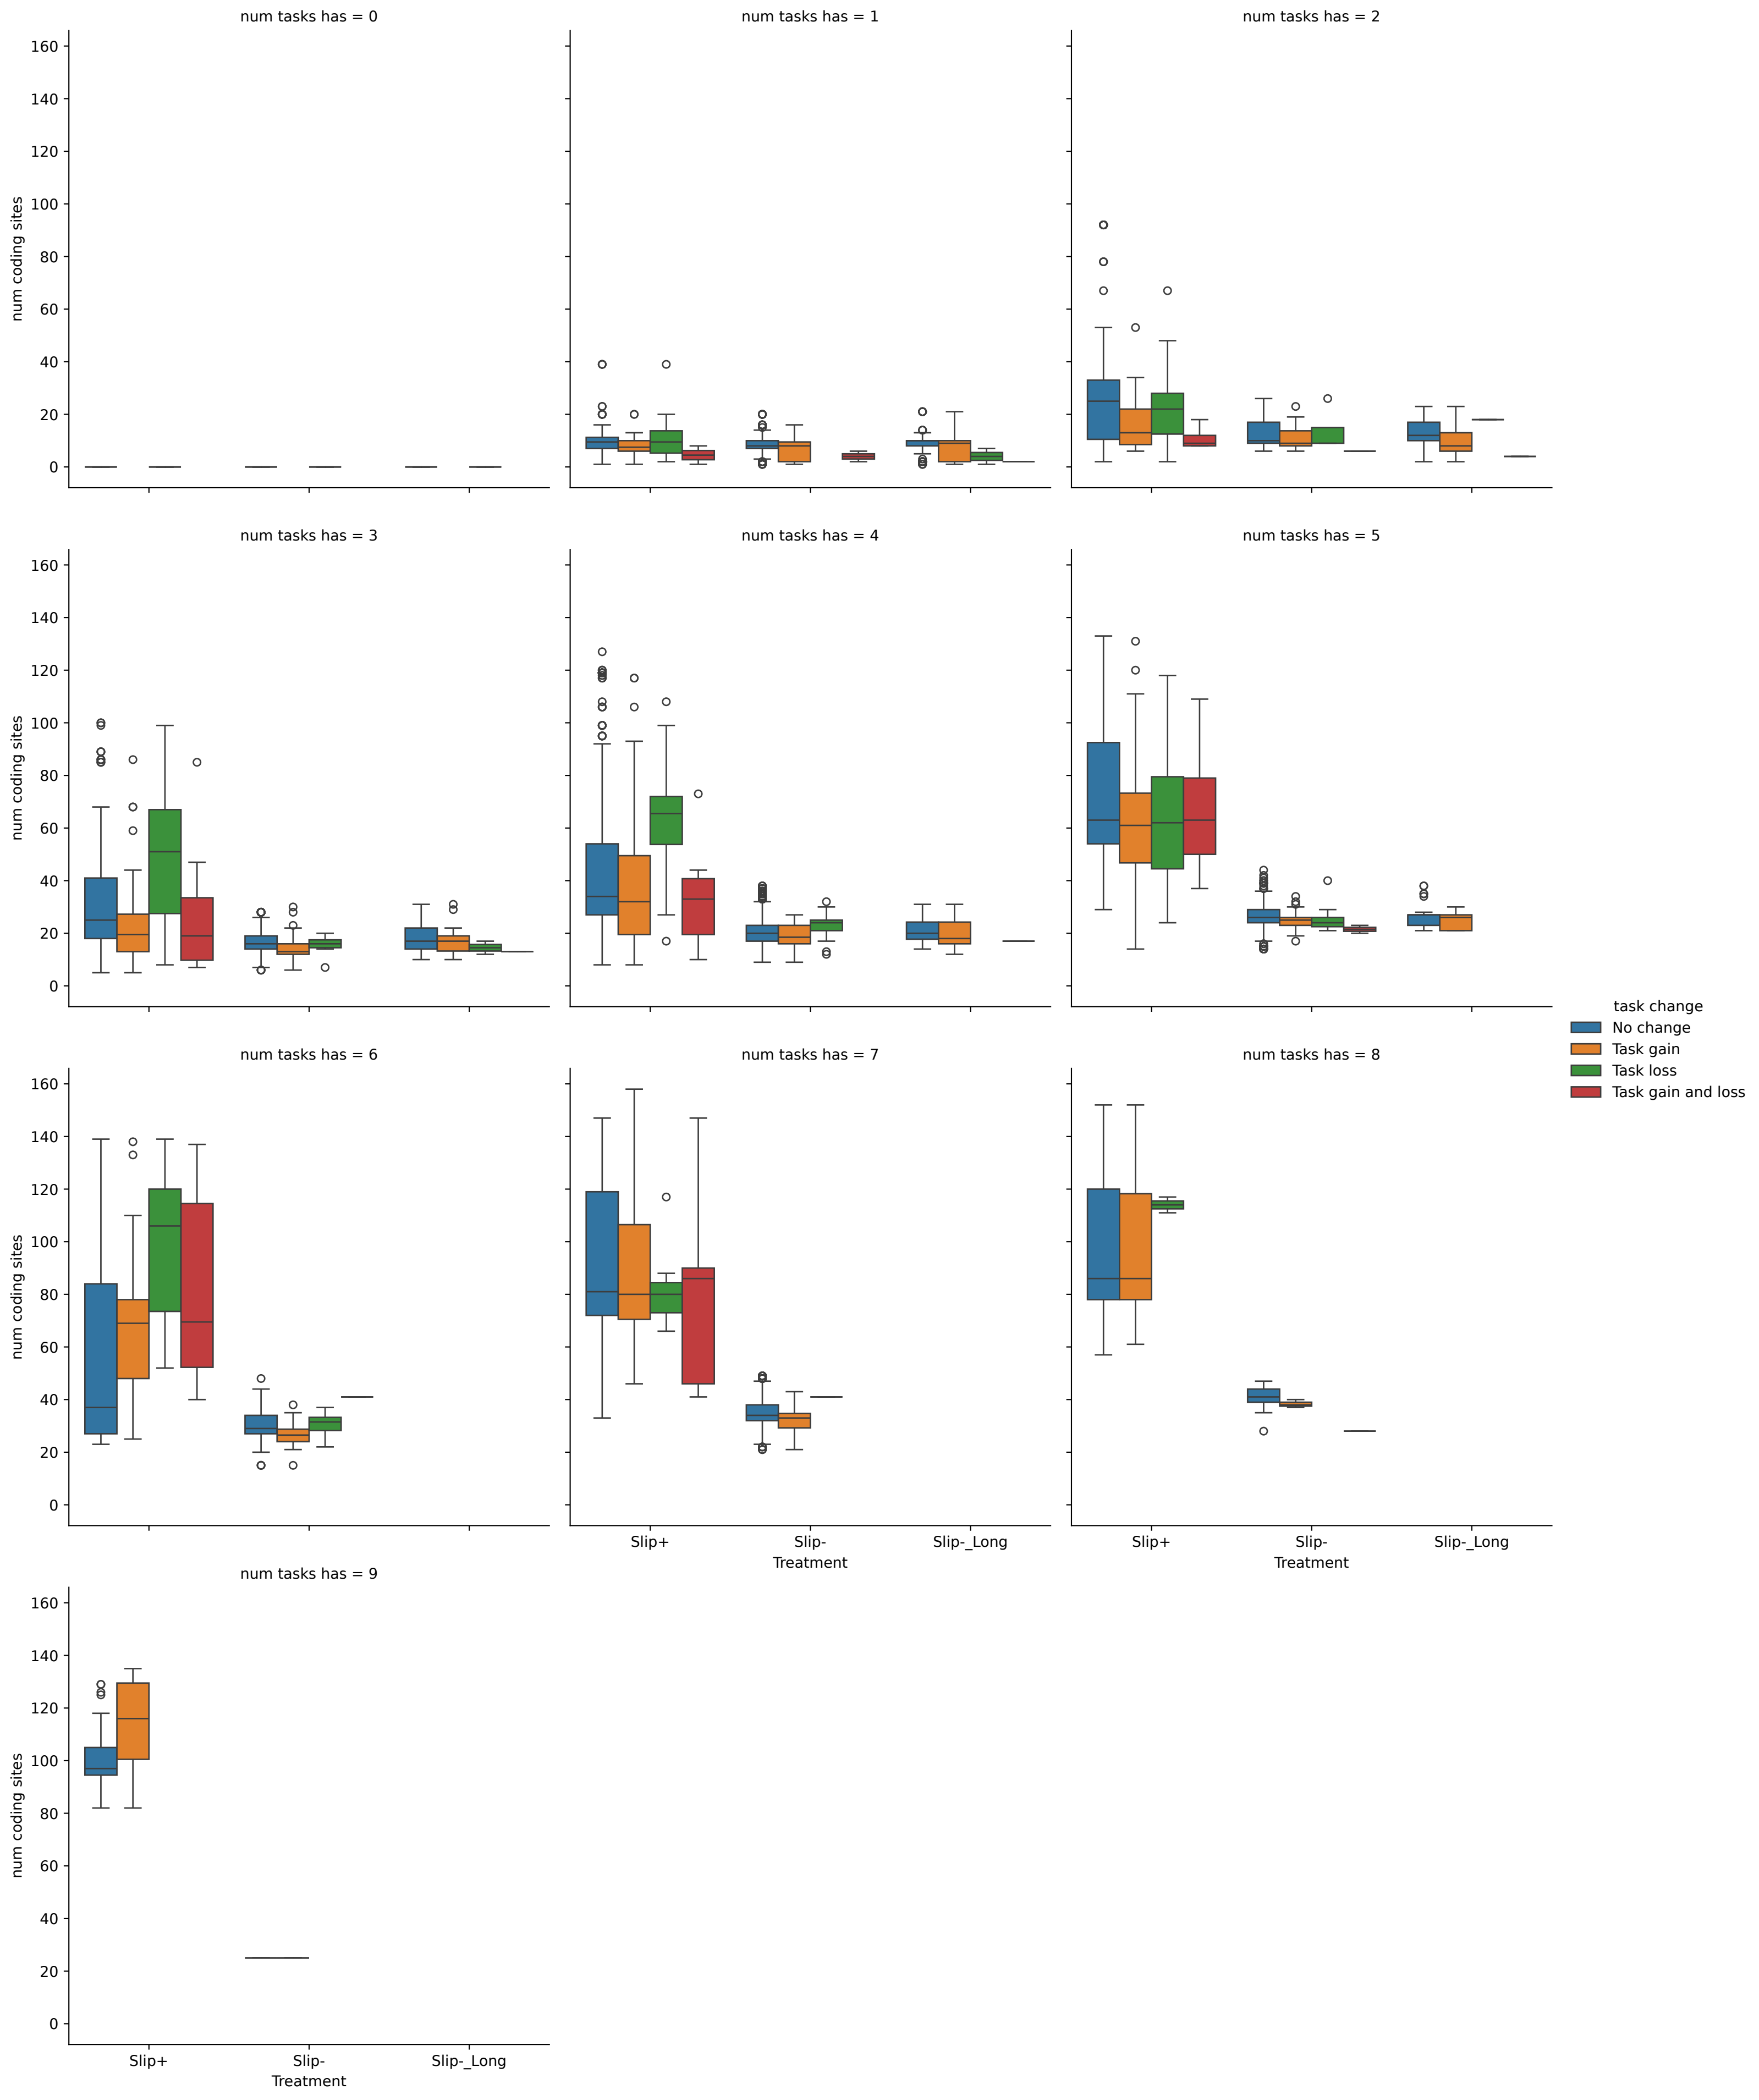 num tasks has = 0
num tasks has = 1
num tasks has = 2
160
140
120
100
80
60
40
20
0
num coding sites
num tasks has = 3
num tasks has = 4
num tasks has = 5
160
140
120
100
80
60
40
20
0
num coding sites
task change
No change
Task gain
Task loss
Task gain and loss
num tasks has = 6
num tasks has = 7
num tasks has = 8
160
140
120
100
80
60
40
20
0
num coding sites
Slip+ Slip- Slip-_Long
Treatment
Slip+ Slip- Slip-_Long
Treatment
num tasks has = 9
160
140
120
100
80
60
40
20
0
num coding sites
Slip+ Slip- Slip-_Long
Treatment